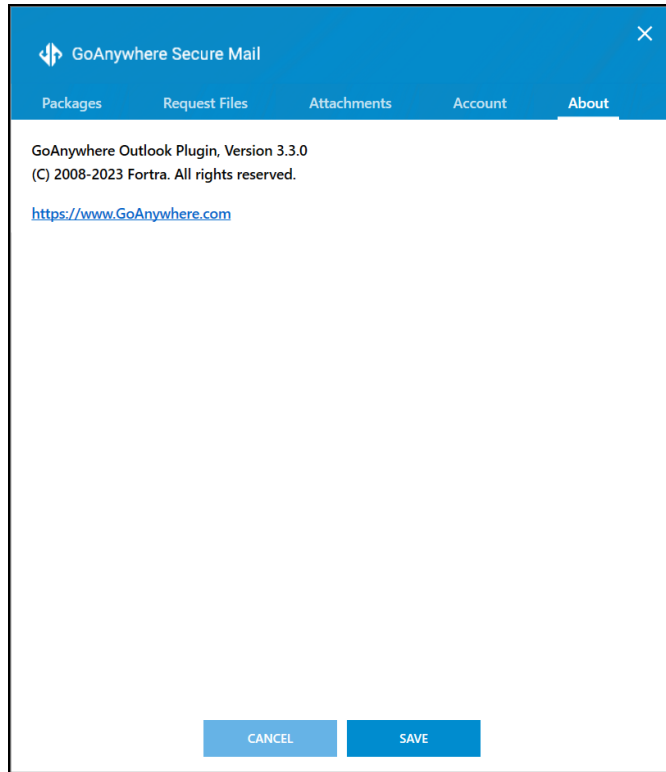 GoAnywhere Secure Mail
Packages Request Files Attachments Account About
GoAnywhere Outlook Plugin, Version 3.3.0
(C) 2008-2023 Fortra. All rights reserved.
https://www.GoAnywhere.com
CANCEL SAVE